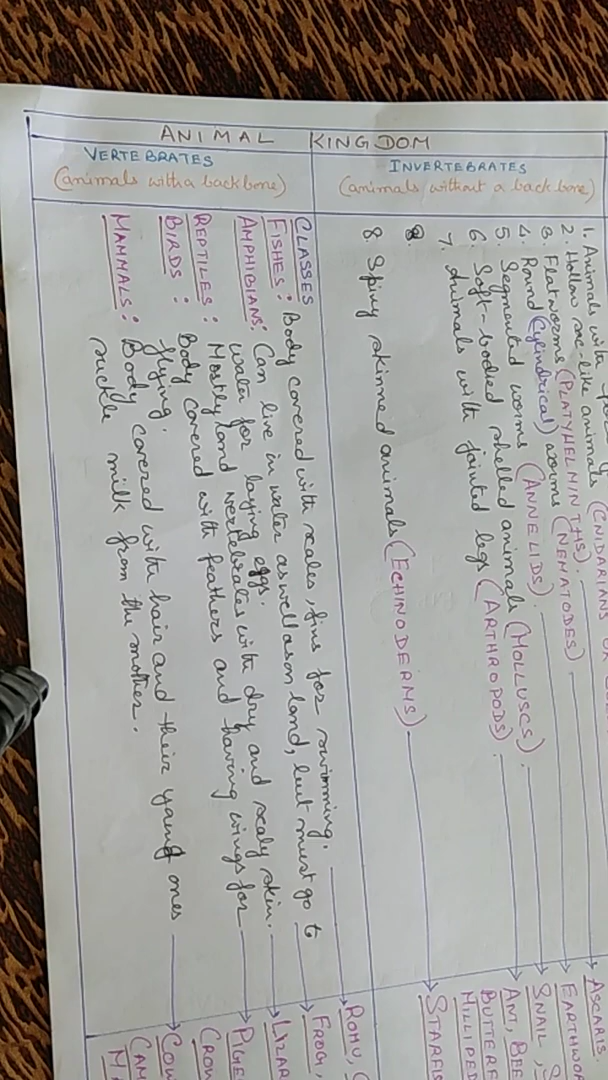 ANIMAL KINGDOM
INVERTEBRATES
(animals without a backbone)
1. Animals with
2. Hollow sac-like animals (CNIDARIANS OR
3. Flatworms (PLATYHELMINTHS).
4. Round (Cylindrical) worms (NEMATODES)
ASCARIS
5. Segmented worms (ANNELIDS).
EARTHWOR
6. Soft-bodied shelled animals (MOLLUSCS).
SNAIL,
7. Animals with jointed legs (ARTHROPODS).
ANT, BEE
BUTTERF
MILLIPE
8. Spiny skinned animals (ECHINODERMS).
STARFIS
VERTEBRATES
(animals with a backbone)
CLASSES
FISHES: Body covered with scales, fins for swimming.
ROHU,
AMPHIBIANS: Can live in water as well as on land, but must go to
water for laying eggs.
FROG,
REPTILES: Mostly land vertebrates with dry and scaly skin.
LIZAR
BIRDS: Body covered with feathers and having wings for
flying.
PIGE
CROW
MAMMALS: Body covered with hair and their young ones
suckle milk from the mother.
COW
CAM